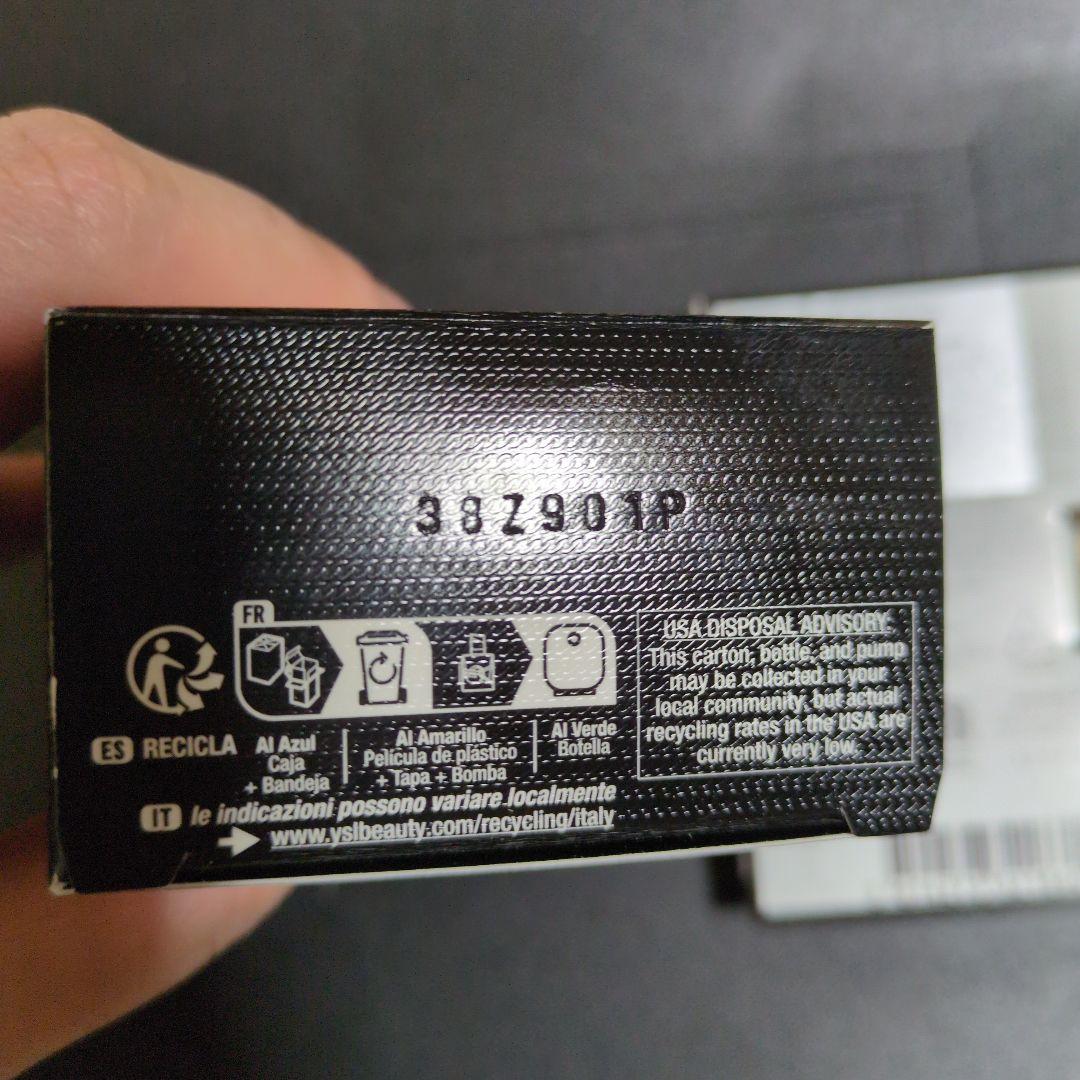 38Z901P
FR
USA DISPOSAL ADVISORY:
This carton, bottle, and pump
may be collected in your
local community, but actual
recycling rates in the USA are
currently very low.
ES RECICLA
Al Azul
Caja
+ Bandeja
Al Amarillo
Película de plástico
+ Tapa + Bomba
Al Verde
Botella
IT le indicazioni possono variare localmente
www.yslbeauty.com/recycling/italy